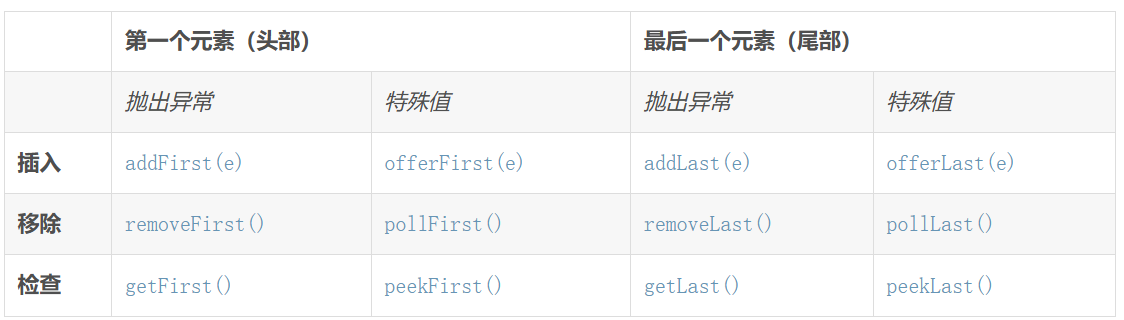 第一个元素（头部） 最后一个元素（尾部）
抛出异常 特殊值 抛出异常 特殊值
插入 addFirst(e) offerFirst(e) addLast(e) offerLast(e)
移除 removeFirst() pollFirst() removeLast() pollLast()
检查 getFirst() peekFirst() getLast() peekLast()